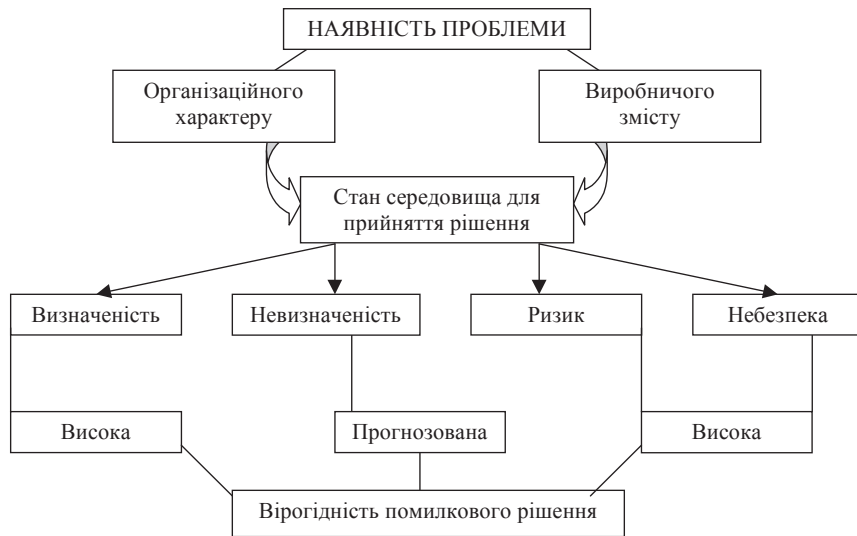 НАЯВНІСТЬ ПРОБЛЕМИ
Організаційного
характеру
Виробничого
змісту
Стан середовища для
прийняття рішення
Визначеність
Невизначеність
Ризик
Небезпека
Висока
Прогнозована
Висока
Вірогідність помилкового рішення